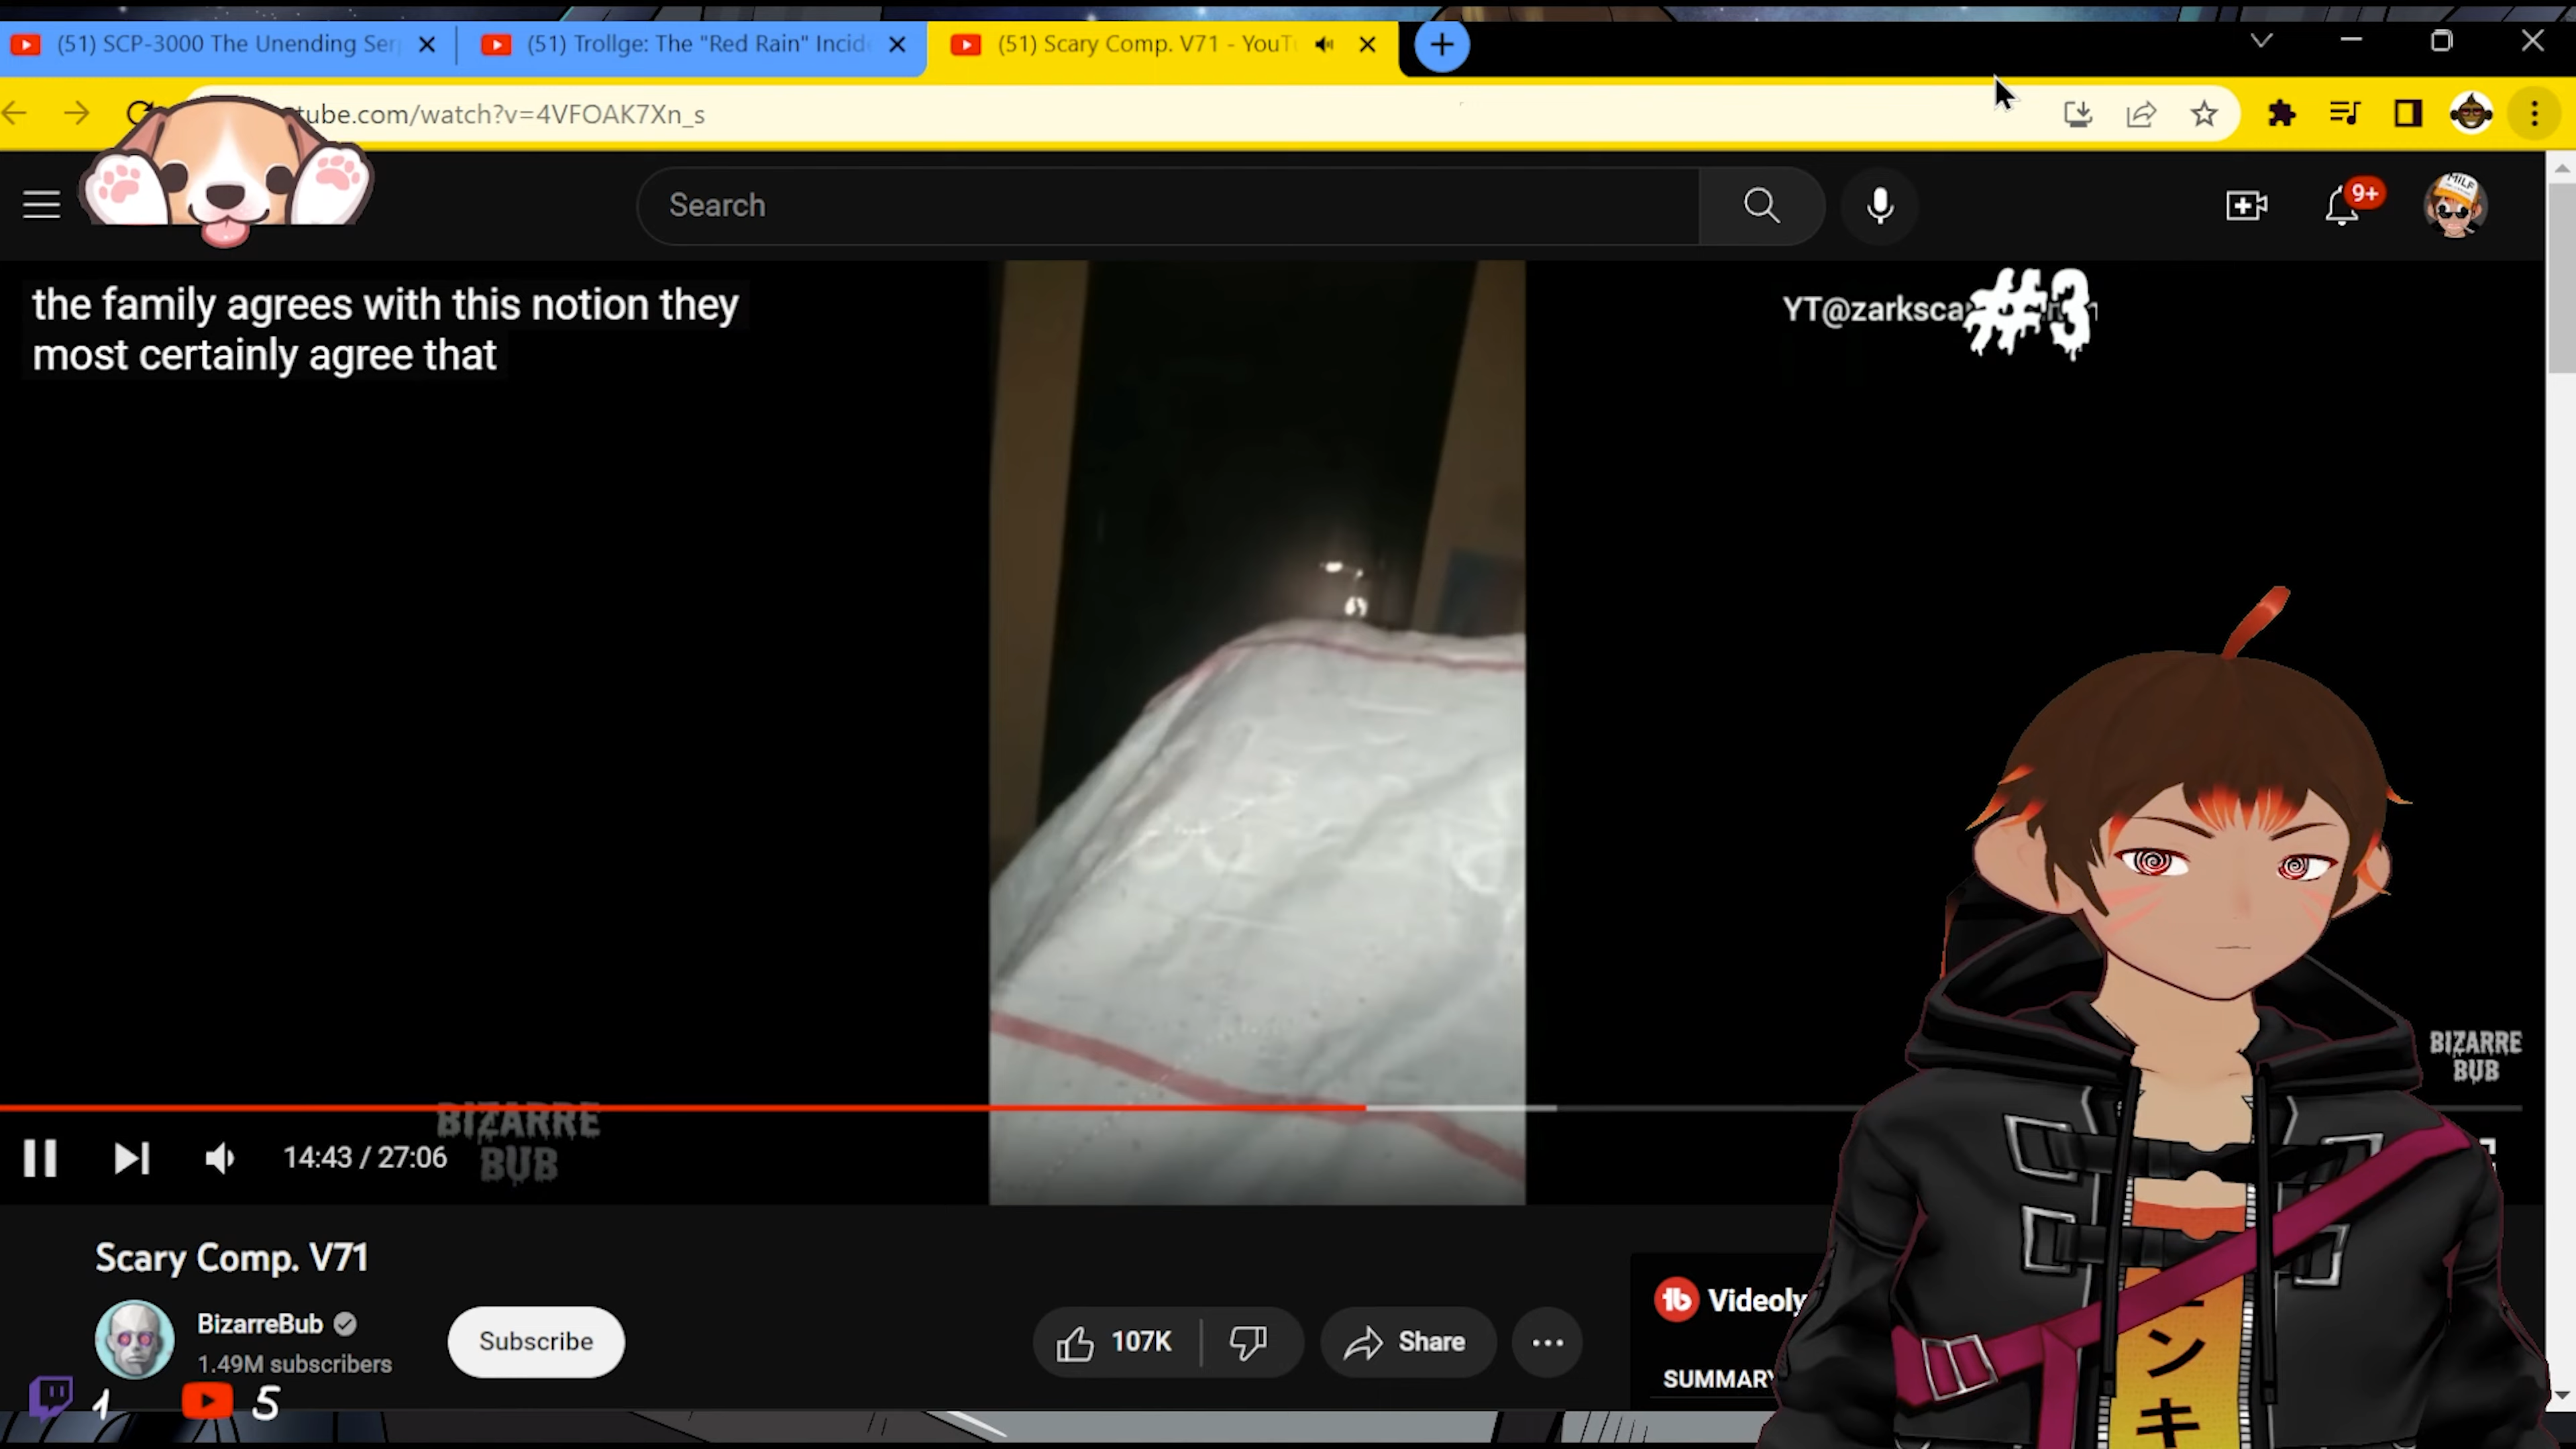 (51) SCP-3000 The Unending Ser
(51) Trollge: The "Red Rain" Incid
(51) Scary Comp. V71 - YouT
tube.com/watch?v=4VFOAK7Xn_s
Search
9+
MILF
the family agrees with this notion they
most certainly agree that
YT@zarksca
#3
BIZARRE
BUB
BIZARRE
BUB
14:43 / 27:06
Scary Comp. V71
BizarreBub
1.49M subscribers
Subscribe
107K
Share
Videoly
SUMMARY
1
5
ンキ